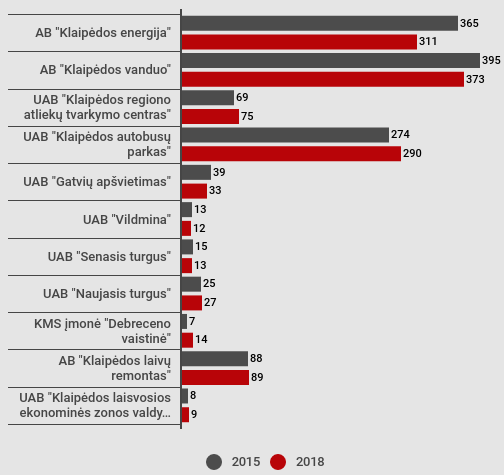 AB "Klaipėdos energija"
365
311
AB "Klaipėdos vanduo"
395
373
UAB "Klaipėdos regiono
atliekų tvarkymo centras"
69
75
UAB "Klaipėdos autobusų
parkas"
274
290
UAB "Gatvių apšvietimas"
39
33
UAB "Vildmina"
13
12
UAB "Senasis turgus"
15
13
UAB "Naujasis turgus"
25
27
KMS įmonė "Debreceno
vaistinė"
7
14
AB "Klaipėdos laivų
remontas"
88
89
UAB "Klaipėdos laisvosios
ekonominės zonos valdy…
8
9
2015 2018